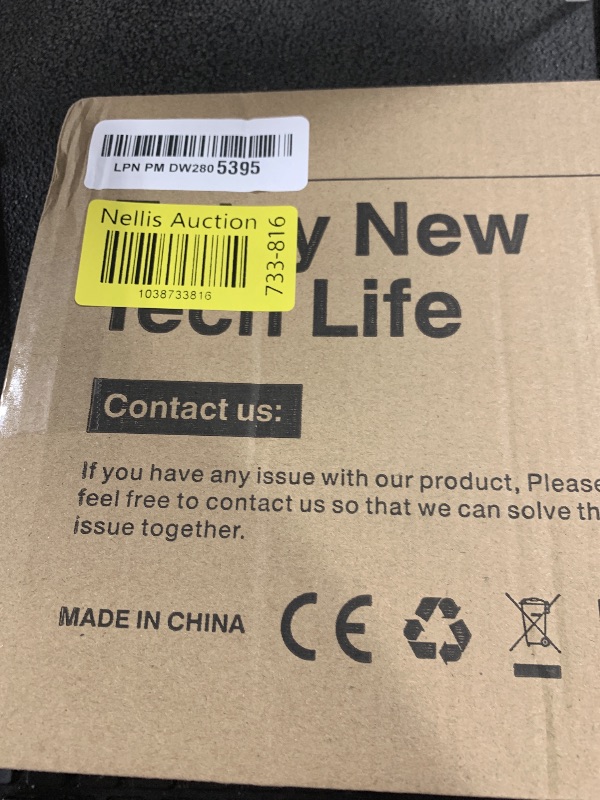 LPN PM DW280 5395
Nellis Auction
733-816
1038733816
New
Tech Life
Contact us:
If you have any issue with our product, Please
feel free to contact us so that we can solve
issue together.
MADE IN CHINA
CE